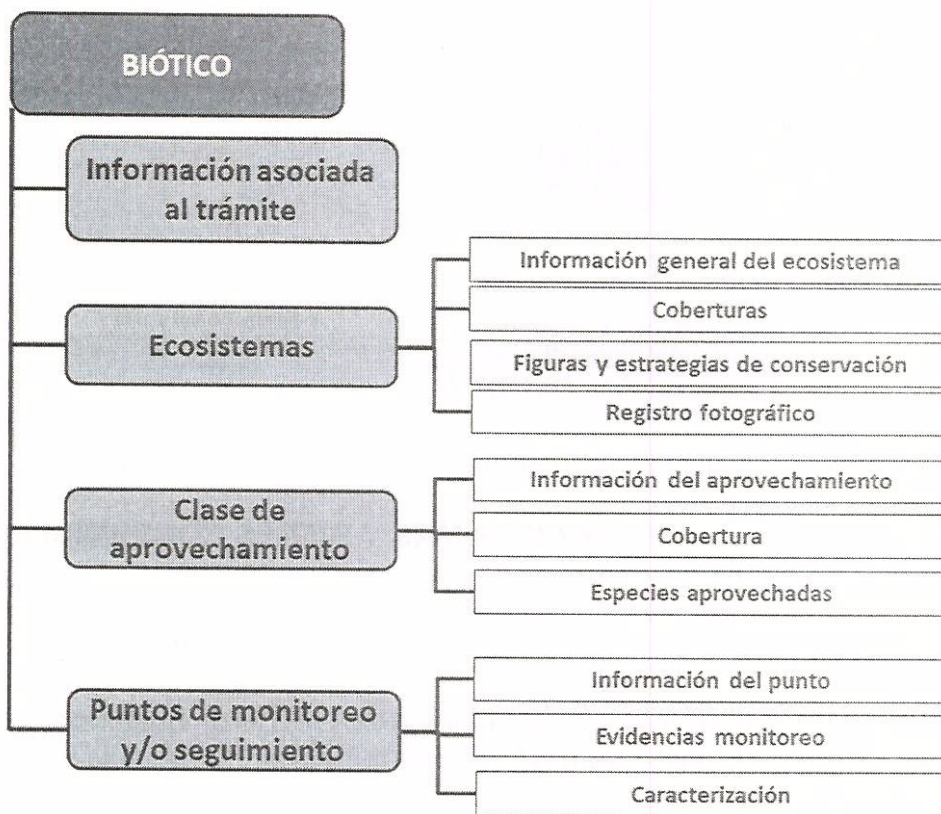 BIÓTICO
Información asociada
al trámite
Ecosistemas
Información general del ecosistema
Coberturas
Figuras y estrategias de conservación
Registro fotográfico
Clase de
aprovechamiento
Información del aprovechamiento
Cobertura
Especies aprovechadas
Puntos de monitoreo
y/o seguimiento
Información del punto
Evidencias monitoreo
Caracterización